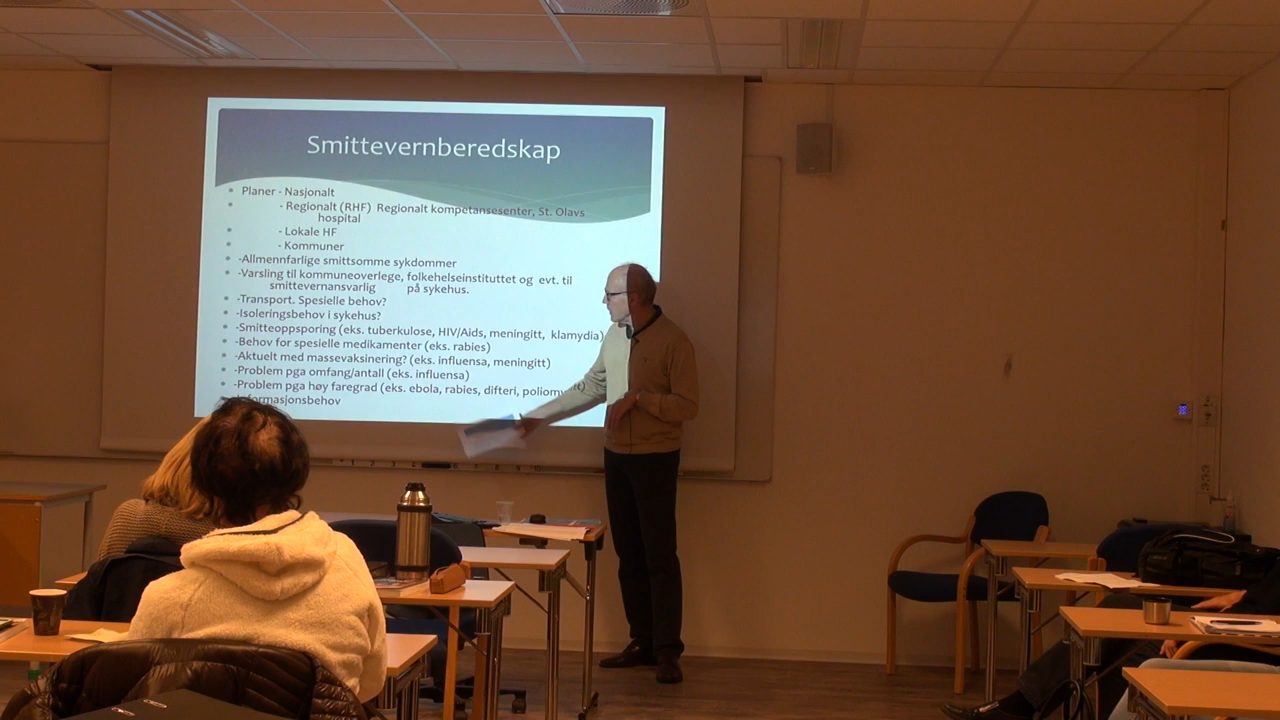 Smittevernberedskap
• Planer - Nasjonalt
• - Regionalt (RHF) Regionalt kompetansesenter, St. Olavs
hospital
• - Lokale HF
• - Kommuner
• -Allmennfarlige smittsomme sykdommer
• -Varsling til kommuneoverlege, folkehelseinstituttet og evt. til
smittevernansvarlig på sykehus.
• -Transport. Spesielle behov?
• -Isoleringsbehov i sykehus?
• -Smitteoppsporing (eks. tuberkulose, HIV/Aids, meningitt, klamydia)
• -Behov for spesielle medikamenter (eks. rabies)
• -Aktuelt med massevaksinering? (eks. influensa, meningitt)
• -Problem pga omfang/antall (eks. influensa)
• -Problem pga høy faregrad (eks. ebola, rabies, difteri,